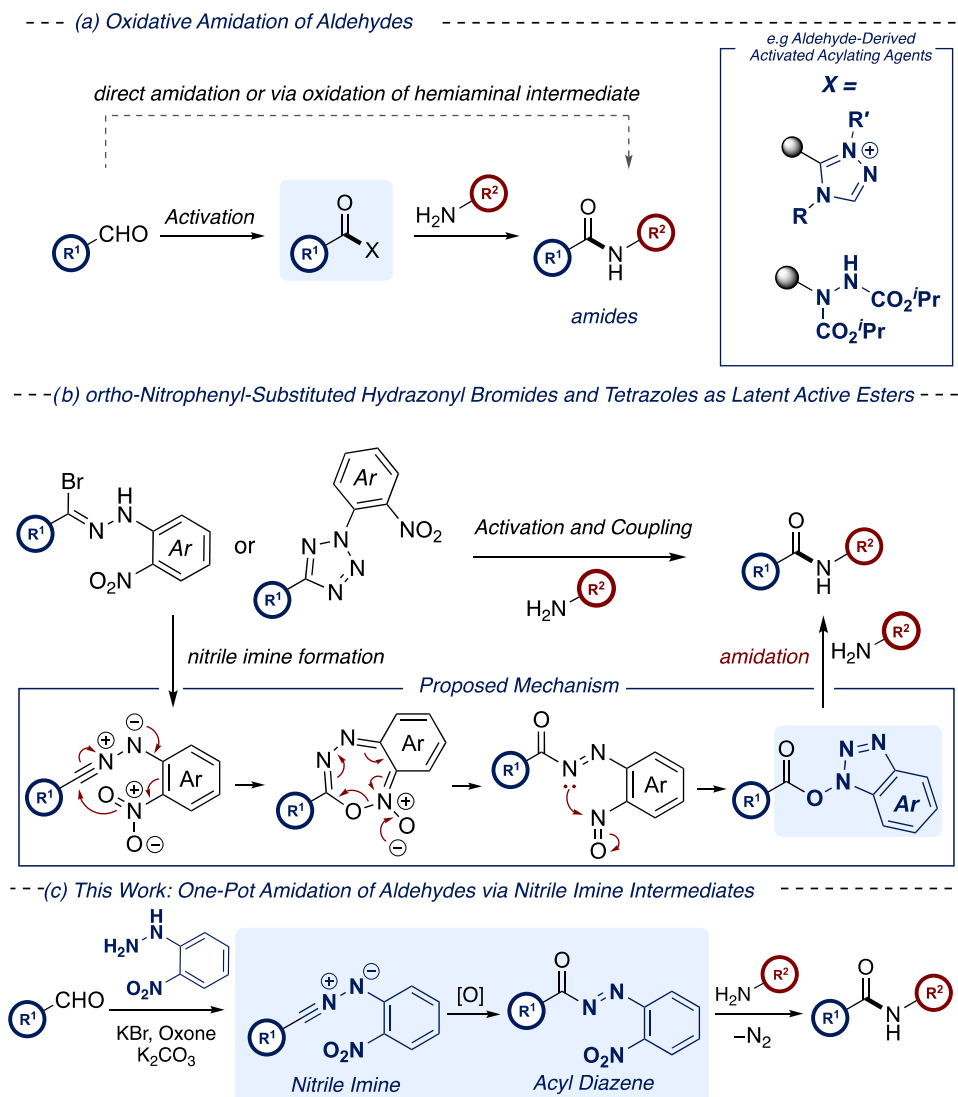 (a) Oxidative Amidation of Aldehydes
e.g Aldehyde-Derived
Activated Acylating Agents
X =
direct amidation or via oxidation of hemiaminal intermediate
R¹ CHO
Activation
O
R¹ X
H₂N R²
O
R¹ N H R²
amides
R′
N ⊕
N
N
R
H
N N CO₂ⁱPr
CO₂ⁱPr
(b) ortho-Nitrophenyl-Substituted Hydrazonyl Bromides and Tetrazoles as Latent Active Esters
Br
R¹ N H N
Ar
O₂N
or
Ar
NO₂
N N N N
R¹
Activation and Coupling
H₂N R²
O
R¹ N H R²
nitrile imine formation
amidation
H₂N R²
Proposed Mechanism
R¹ N ⊕ N ⊖ Ar
O N ⊕
O ⊖
N N Ar
R¹ O N ⊕
O ⊖
O
R¹ N N Ar
N
O
O
R¹ O N N N
Ar
(c) This Work: One-Pot Amidation of Aldehydes via Nitrile Imine Intermediates
H
H₂N N
O₂N
R¹ CHO
KBr, Oxone
K₂CO₃
R¹ N ⊕ N ⊖
O₂N
Nitrile Imine
[O]
O
R¹ N N
O₂N
Acyl Diazene
H₂N R²
−N₂
O
R¹ N H R²